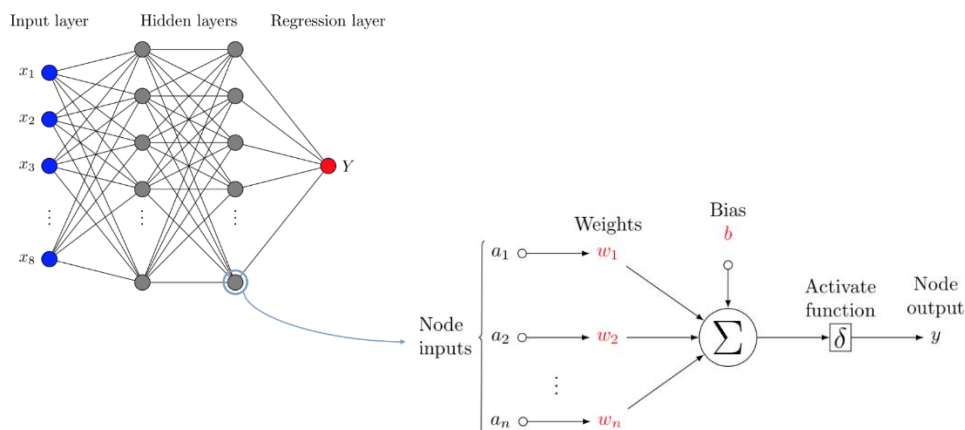 Input layer
Hidden layers
Regression layer
x1
x2
x3
⋮
x8
⋮
⋮
Y
Node
inputs
Weights
Bias
b
a1
w1
a2
w2
⋮
an
wn
Σ
Activate
function
δ
Node
output
y